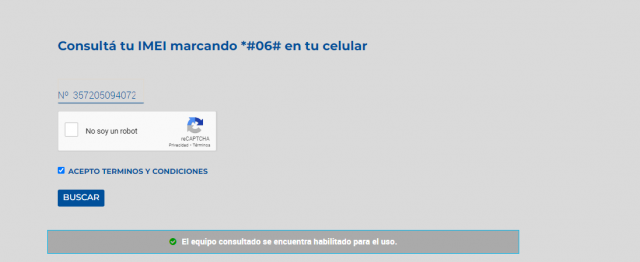 Consultá tu IMEI marcando *#06# en tu celular
Nº 357205094072
No soy un robot
reCAPTCHA
Privacidad - Términos
ACEPTO TERMINOS Y CONDICIONES
BUSCAR
El equipo consultado se encuentra habilitado para el uso.